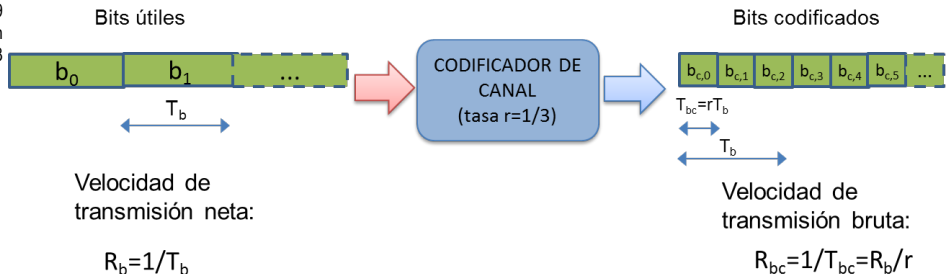 9
n
3
Bits útiles
b0
b1
...
Tb
Velocidad de
transmisión neta:
Rb=1/Tb
CODIFICADOR DE
CANAL
(tasa r=1/3)
Bits codificados
bc,0
bc,1
bc,2
bc,3
bc,4
bc,5
...
Tbc=rTb
Tb
Velocidad de
transmisión bruta:
Rbc=1/Tbc=Rb/r